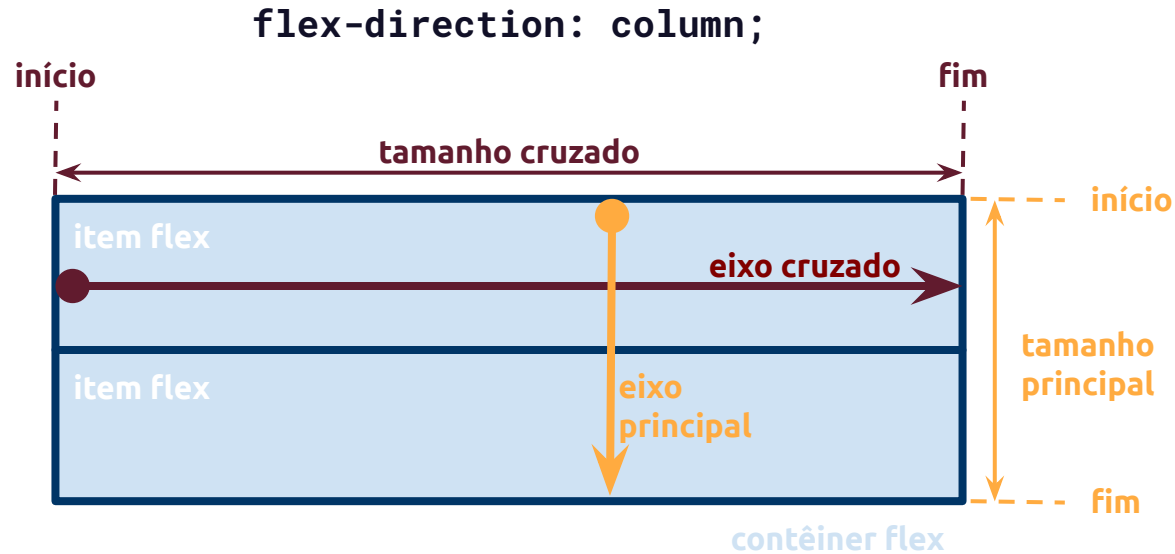 flex-direction: column;
início
fim
tamanho cruzado
início
item flex
eixo cruzado
tamanho
principal
item flex
eixo
principal
fim
contêiner flex